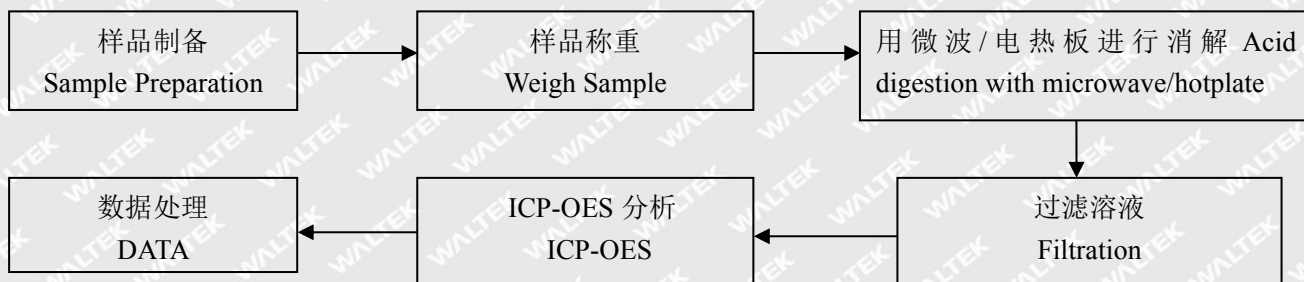 样品制备
Sample Preparation
样品称重
Weigh Sample
用微波/电热板进行消解 Acid
digestion with microwave/hotplate
过滤溶液
Filtration
ICP-OES 分析
ICP-OES
数据处理
DATA